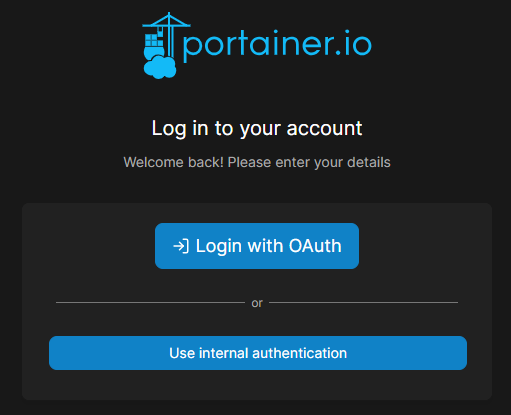 portainer.io
Log in to your account
Welcome back! Please enter your details
Login with OAuth
or
Use internal authentication